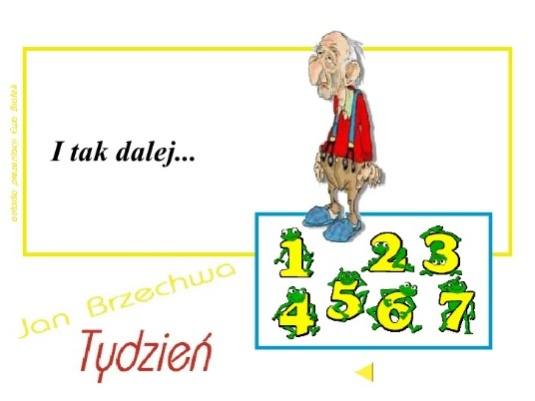 I tak dalej...
1 2 3
4 5 6 7
Jan Brzechwa
Tydzień